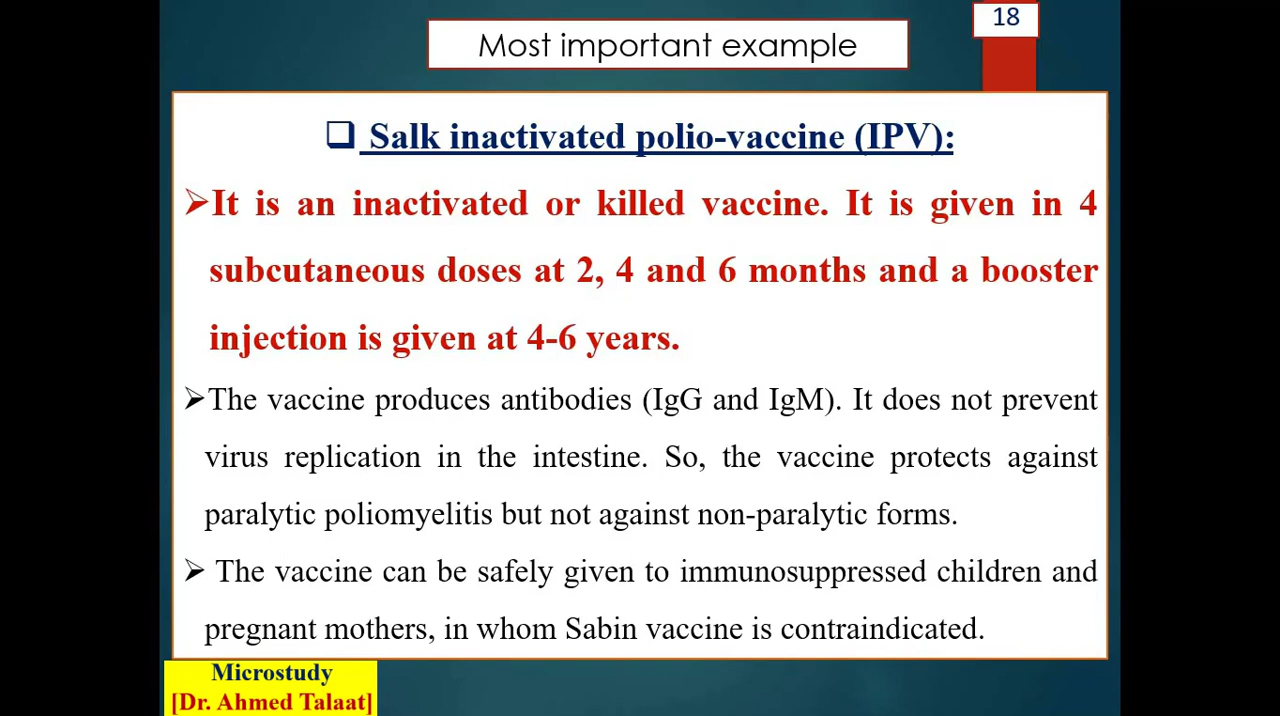 18
Most important example
❑ Salk inactivated polio-vaccine (IPV):
➢It is an inactivated or killed vaccine. It is given in 4
subcutaneous doses at 2, 4 and 6 months and a booster
injection is given at 4-6 years.
➢The vaccine produces antibodies (IgG and IgM). It does not prevent
virus replication in the intestine. So, the vaccine protects against
paralytic poliomyelitis but not against non-paralytic forms.
➢ The vaccine can be safely given to immunosuppressed children and
pregnant mothers, in whom Sabin vaccine is contraindicated.
Microstudy
[Dr. Ahmed Talaat]